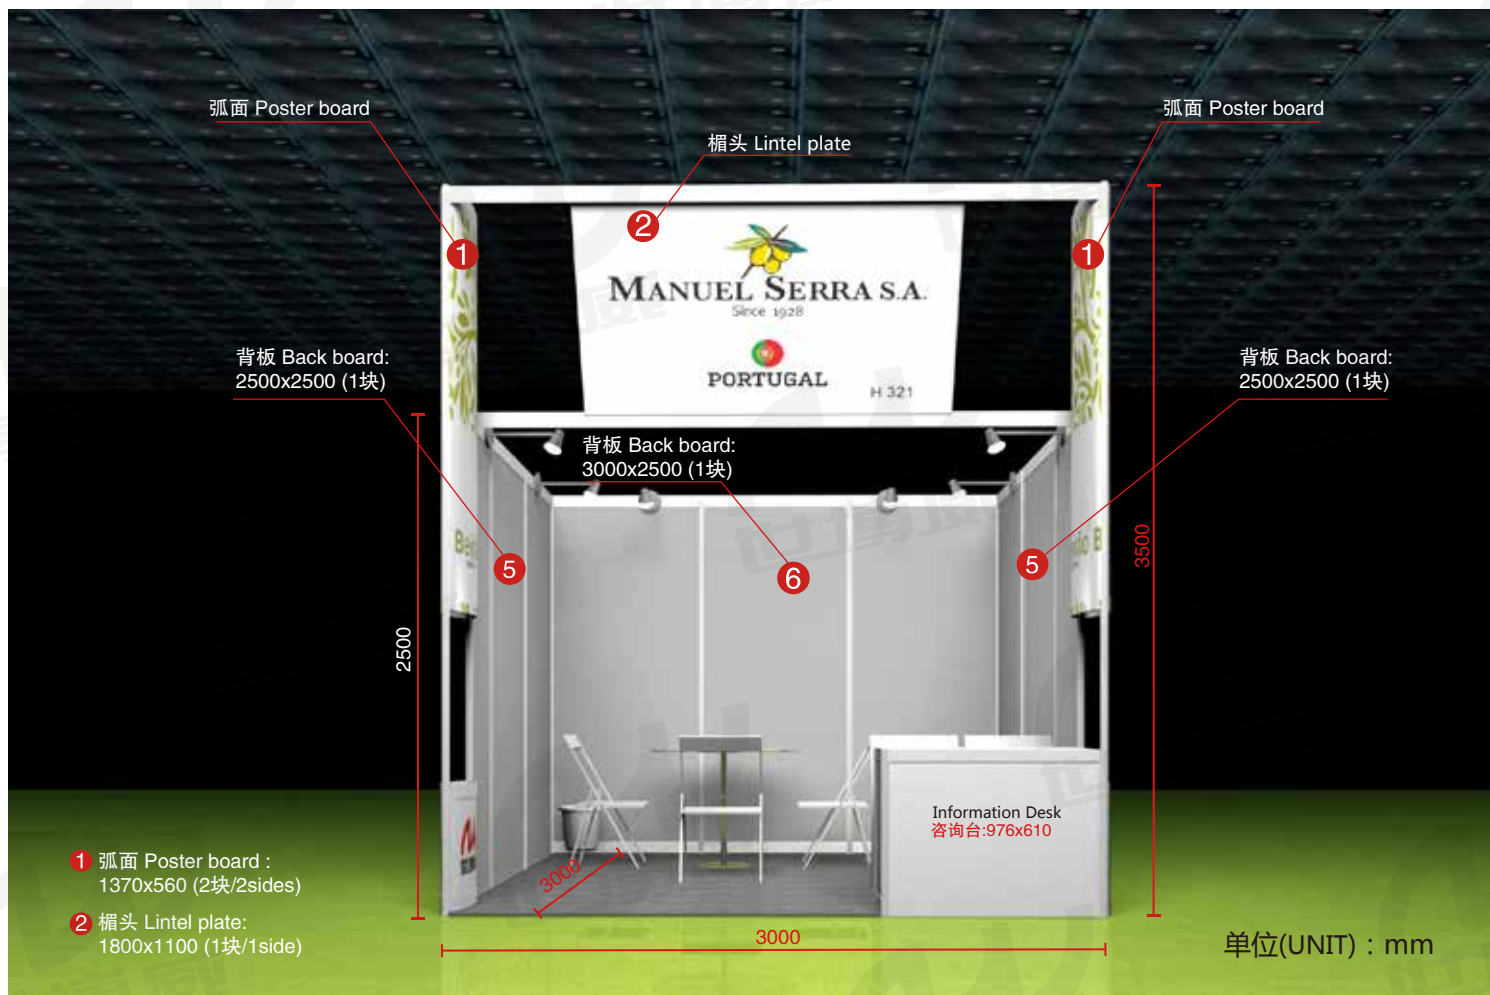 弧面 Poster board
弧面 Poster board
楣头 Lintel plate
2
1
1
MANUEL SERRA S.A.
Since 1928
PORTUGAL
H 321
背板 Back board:
2500x2500 (1块)
背板 Back board:
2500x2500 (1块)
背板 Back board:
3000x2500 (1块)
5
6
5
3500
2500
Information Desk
咨询台:976x610
3000
3000
1 弧面 Poster board :
1370x560 (2块/2sides)
2 楣头 Lintel plate:
1800x1100 (1块/1side)
单位(UNIT) : mm
世博威